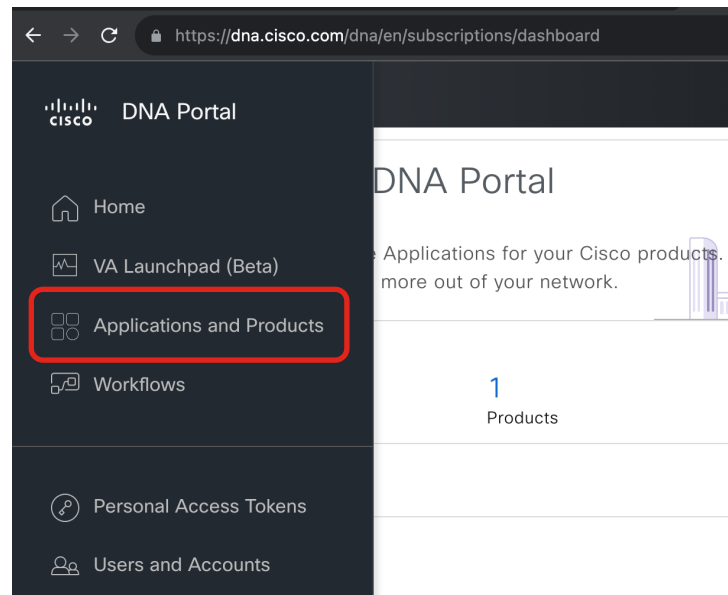 https://dna.cisco.com/dna/en/subscriptions/dashboard
CISCO DNA Portal
Home
VA Launchpad (Beta)
Applications and Products
Workflows
Personal Access Tokens
Users and Accounts
DNA Portal
Applications for your Cisco products.
more out of your network.
1
Products